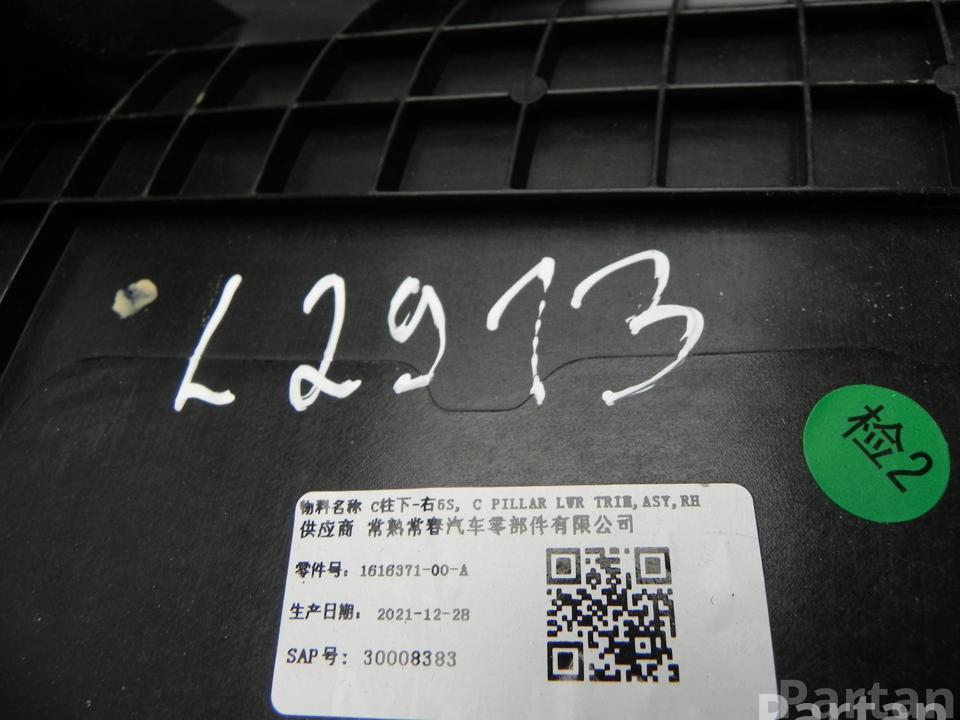 L2973
检2
物料名称 C柱下-右5S, C PILLAR LWR TRIM,ASY,RH
供应商 常熟常春汽车零部件有限公司
零件号: 1616371-00-A
生产日期: 2021-12-28
SAP号: 30008383
Partan
Partan